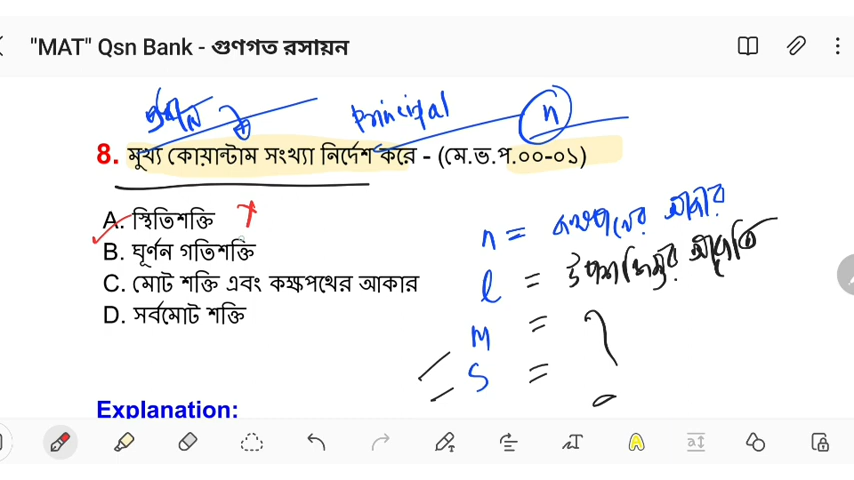 "MAT" Qsn Bank - গুণগত রসায়ন
প্রধান
Principal n
8. মুখ্য কোয়ান্টাম সংখ্যা নির্দেশ করে - (মে.ভ.প.০০-০১)
A. স্থিতিশক্তি
B. ঘূর্ণন গতিশক্তি
C. মোট শক্তি এবং কক্ষপথের আকার
D. সর্বমোট শক্তি
n = কক্ষপথের আকার
l = উপশক্তিস্তর আকৃতি
m = ?
s =
Explanation: